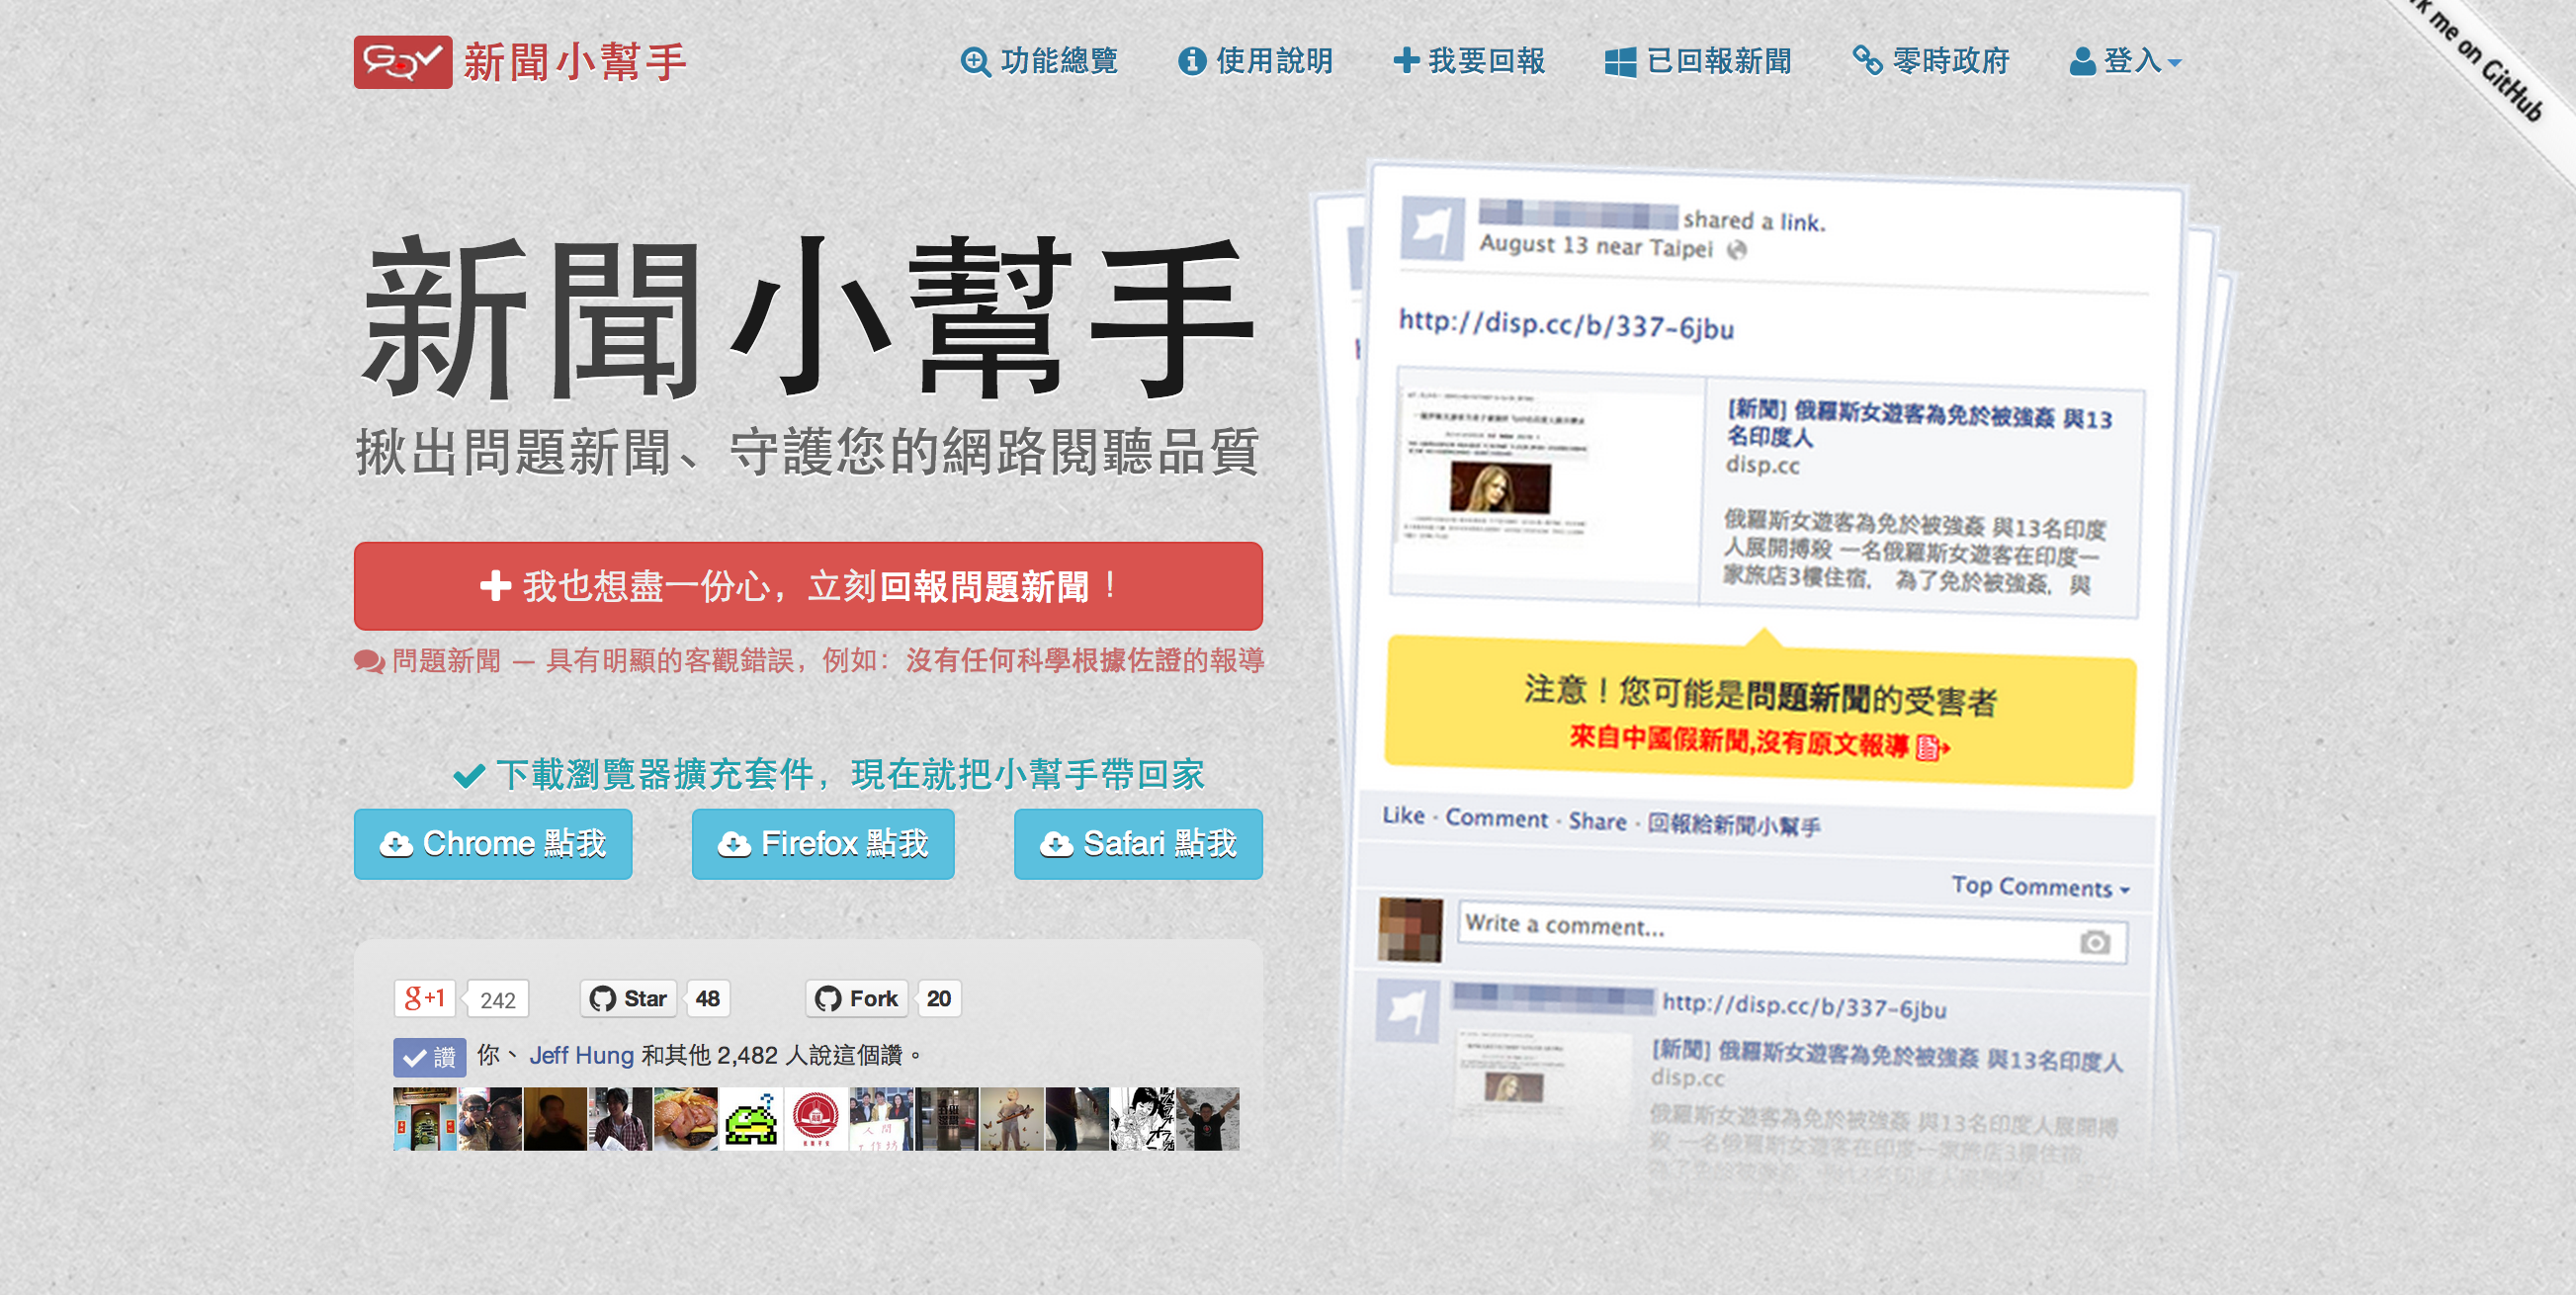 G0V 新聞小幫手
功能總覽 使用說明 我要回報 已回報新聞 零時政府 登入
me on GitHub
新聞小幫手
揪出問題新聞、守護您的網路閱聽品質
我也想盡一份心，立刻回報問題新聞！
問題新聞 — 具有明顯的客觀錯誤，例如：沒有任何科學根據佐證的報導
下載瀏覽器擴充套件，現在就把小幫手帶回家
Chrome 點我
Firefox 點我
Safari 點我
g+1 242 Star 48 Fork 20
讚 你、Jeff Hung 和其他 2,482 人說這個讚。
shared a link.
August 13 near Taipei
http://disp.cc/b/337-6jbu
[新聞] 俄羅斯女遊客為免於被強姦 與13
名印度人
disp.cc
俄羅斯女遊客為免於被強姦 與13名印度
人展開搏殺 一名俄羅斯女遊客在印度一
家旅店3樓住宿， 為了免於被強姦，與
注意！您可能是問題新聞的受害者
來自中國假新聞,沒有原文報導
Like · Comment · Share · 回報給新聞小幫手
Top Comments
Write a comment...
http://disp.cc/b/337-6jbu
[新聞] 俄羅斯女遊客為免於被強姦 與13名印度人
disp.cc
俄羅斯女遊客為免於被強姦 與13名印度人展開搏
殺 一名俄羅斯女遊客在印度一家旅店3樓住宿